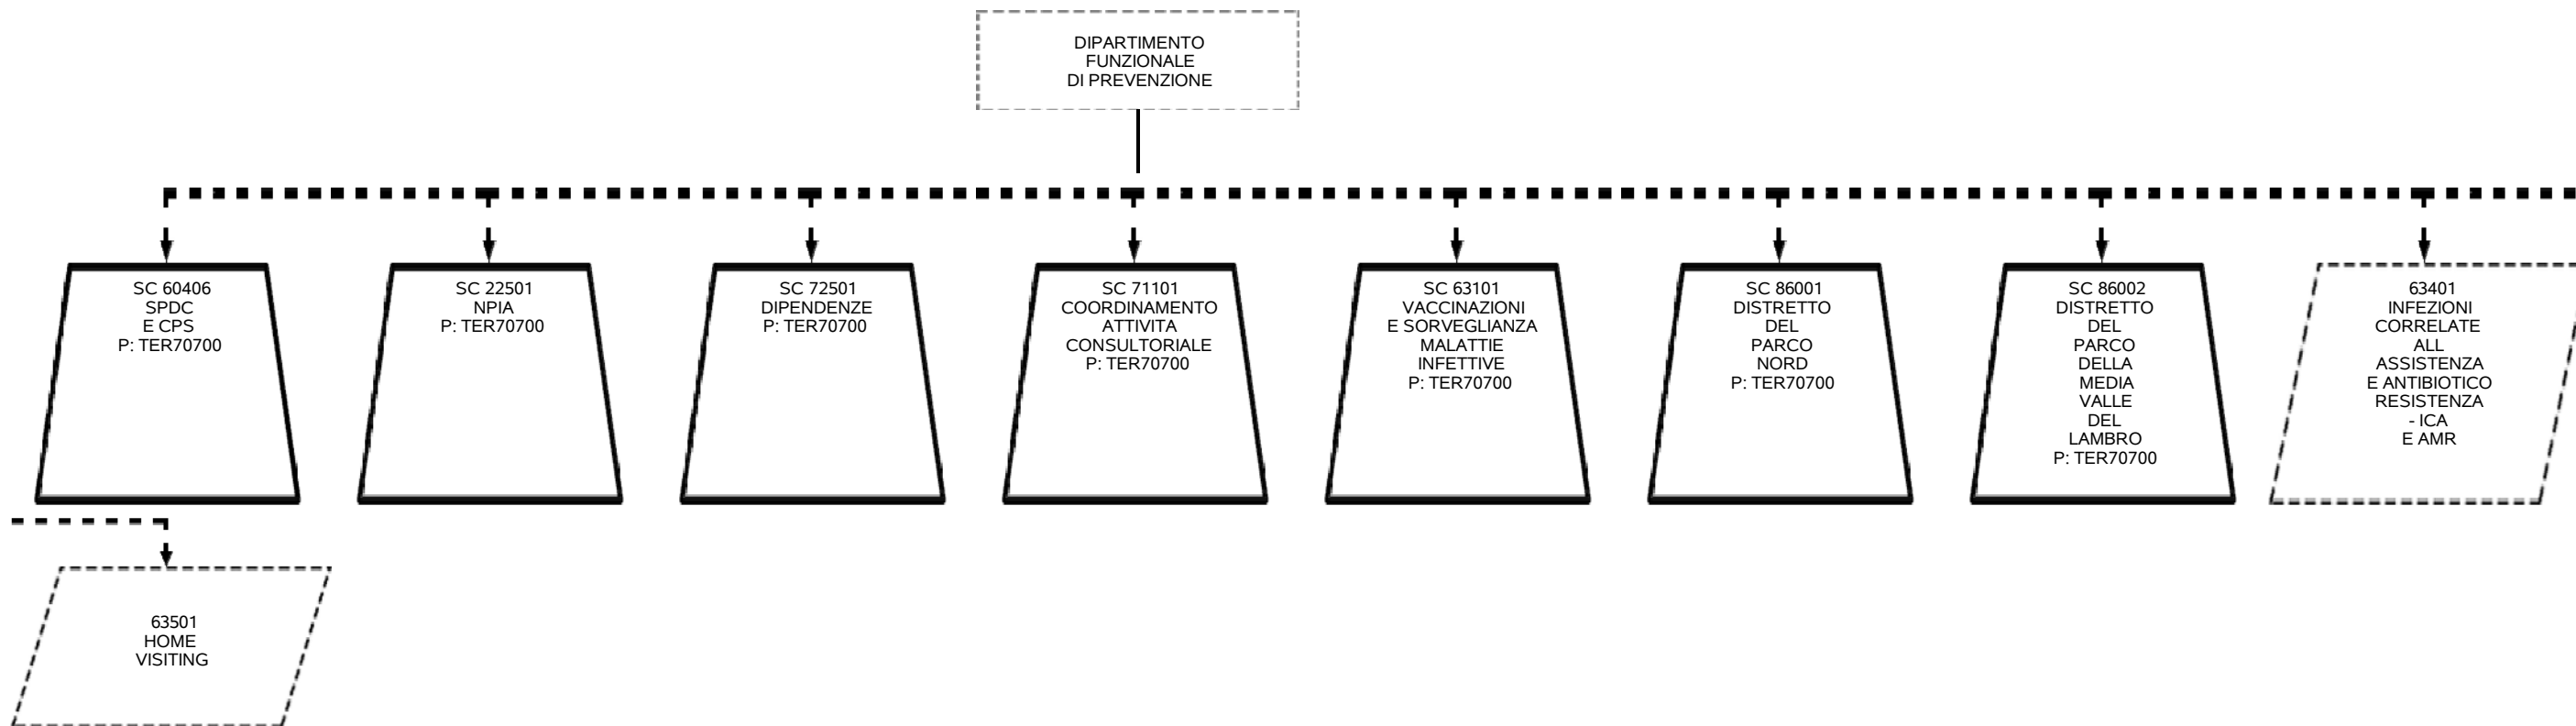 DIPARTIMENTO
FUNZIONALE
DI PREVENZIONE
SC 60406
SPDC
E CPS
P: TER70700
SC 22501
NPIA
P: TER70700
SC 72501
DIPENDENZE
P: TER70700
SC 71101
COORDINAMENTO
ATTIVITA
CONSULTORIALE
P: TER70700
SC 63101
VACCINAZIONI
E SORVEGLIANZA
MALATTIE
INFETTIVE
P: TER70700
SC 86001
DISTRETTO
DEL
PARCO
NORD
P: TER70700
SC 86002
DISTRETTO
DEL
PARCO
DELLA
MEDIA
VALLE
DEL
LAMBRO
P: TER70700
63401
INFEZIONI
CORRELATE
ALL
ASSISTENZA
E ANTIBIOTICO
RESISTENZA
- ICA
E AMR
63501
HOME
VISITING